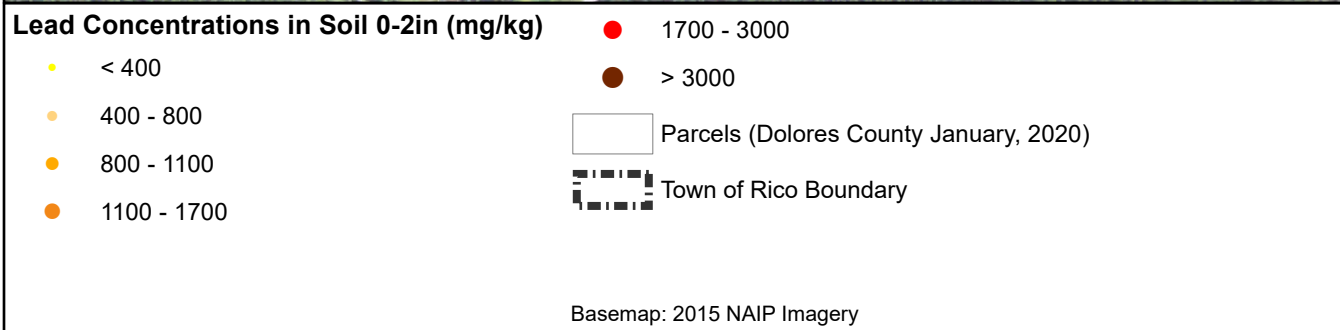 Lead Concentrations in Soil 0-2in (mg/kg)
< 400
400 - 800
800 - 1100
1100 - 1700
1700 - 3000
> 3000
Parcels (Dolores County January, 2020)
Town of Rico Boundary
Basemap: 2015 NAIP Imagery